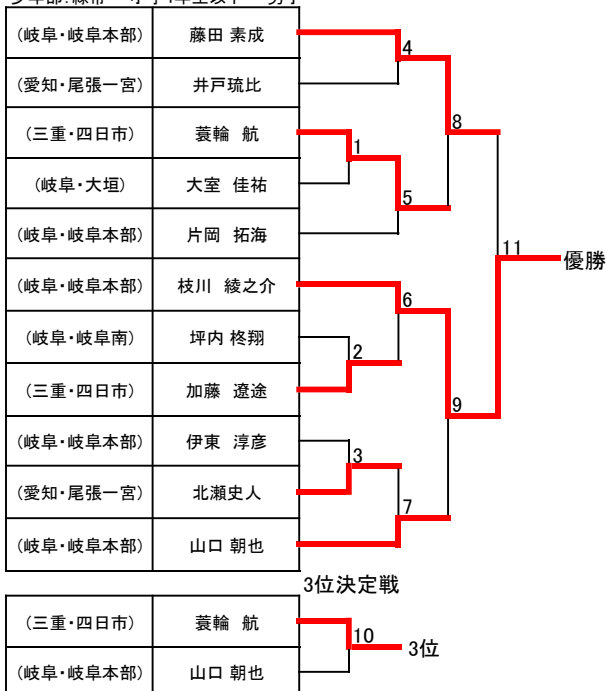 (岐阜・岐阜本部) 藤田 素成
4
(愛知・尾張一宮) 井戸琉比
8
(三重・四日市) 蓑輪 航
1
(岐阜・大垣) 大室 佳祐
5
(岐阜・岐阜本部) 片岡 拓海
11 優勝
(岐阜・岐阜本部) 枝川 綾之介
6
(岐阜・岐阜南) 坪内 柊翔
2
(三重・四日市) 加藤 遼途
9
(岐阜・岐阜本部) 伊東 淳彦
3
(愛知・尾張一宮) 北瀬史人
7
(岐阜・岐阜本部) 山口 朝也
3位決定戦
(三重・四日市) 蓑輪 航
10 3位
(岐阜・岐阜本部) 山口 朝也